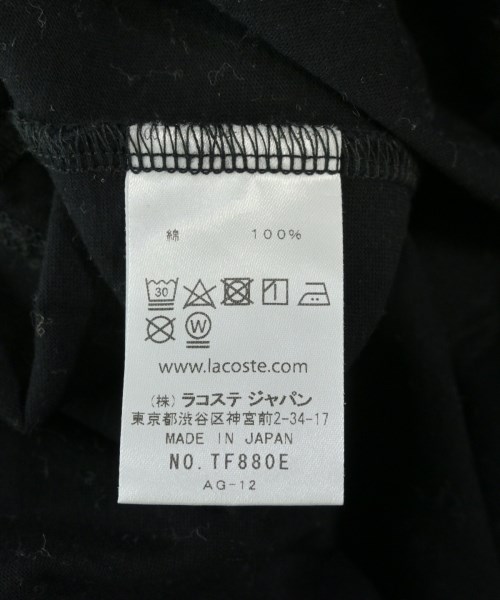 綿 100%
30
W
www.lacoste.com
(株) ラコステ ジャパン
東京都渋谷区神宮前2-34-17
MADE IN JAPAN
NO. TF880E
AG-12